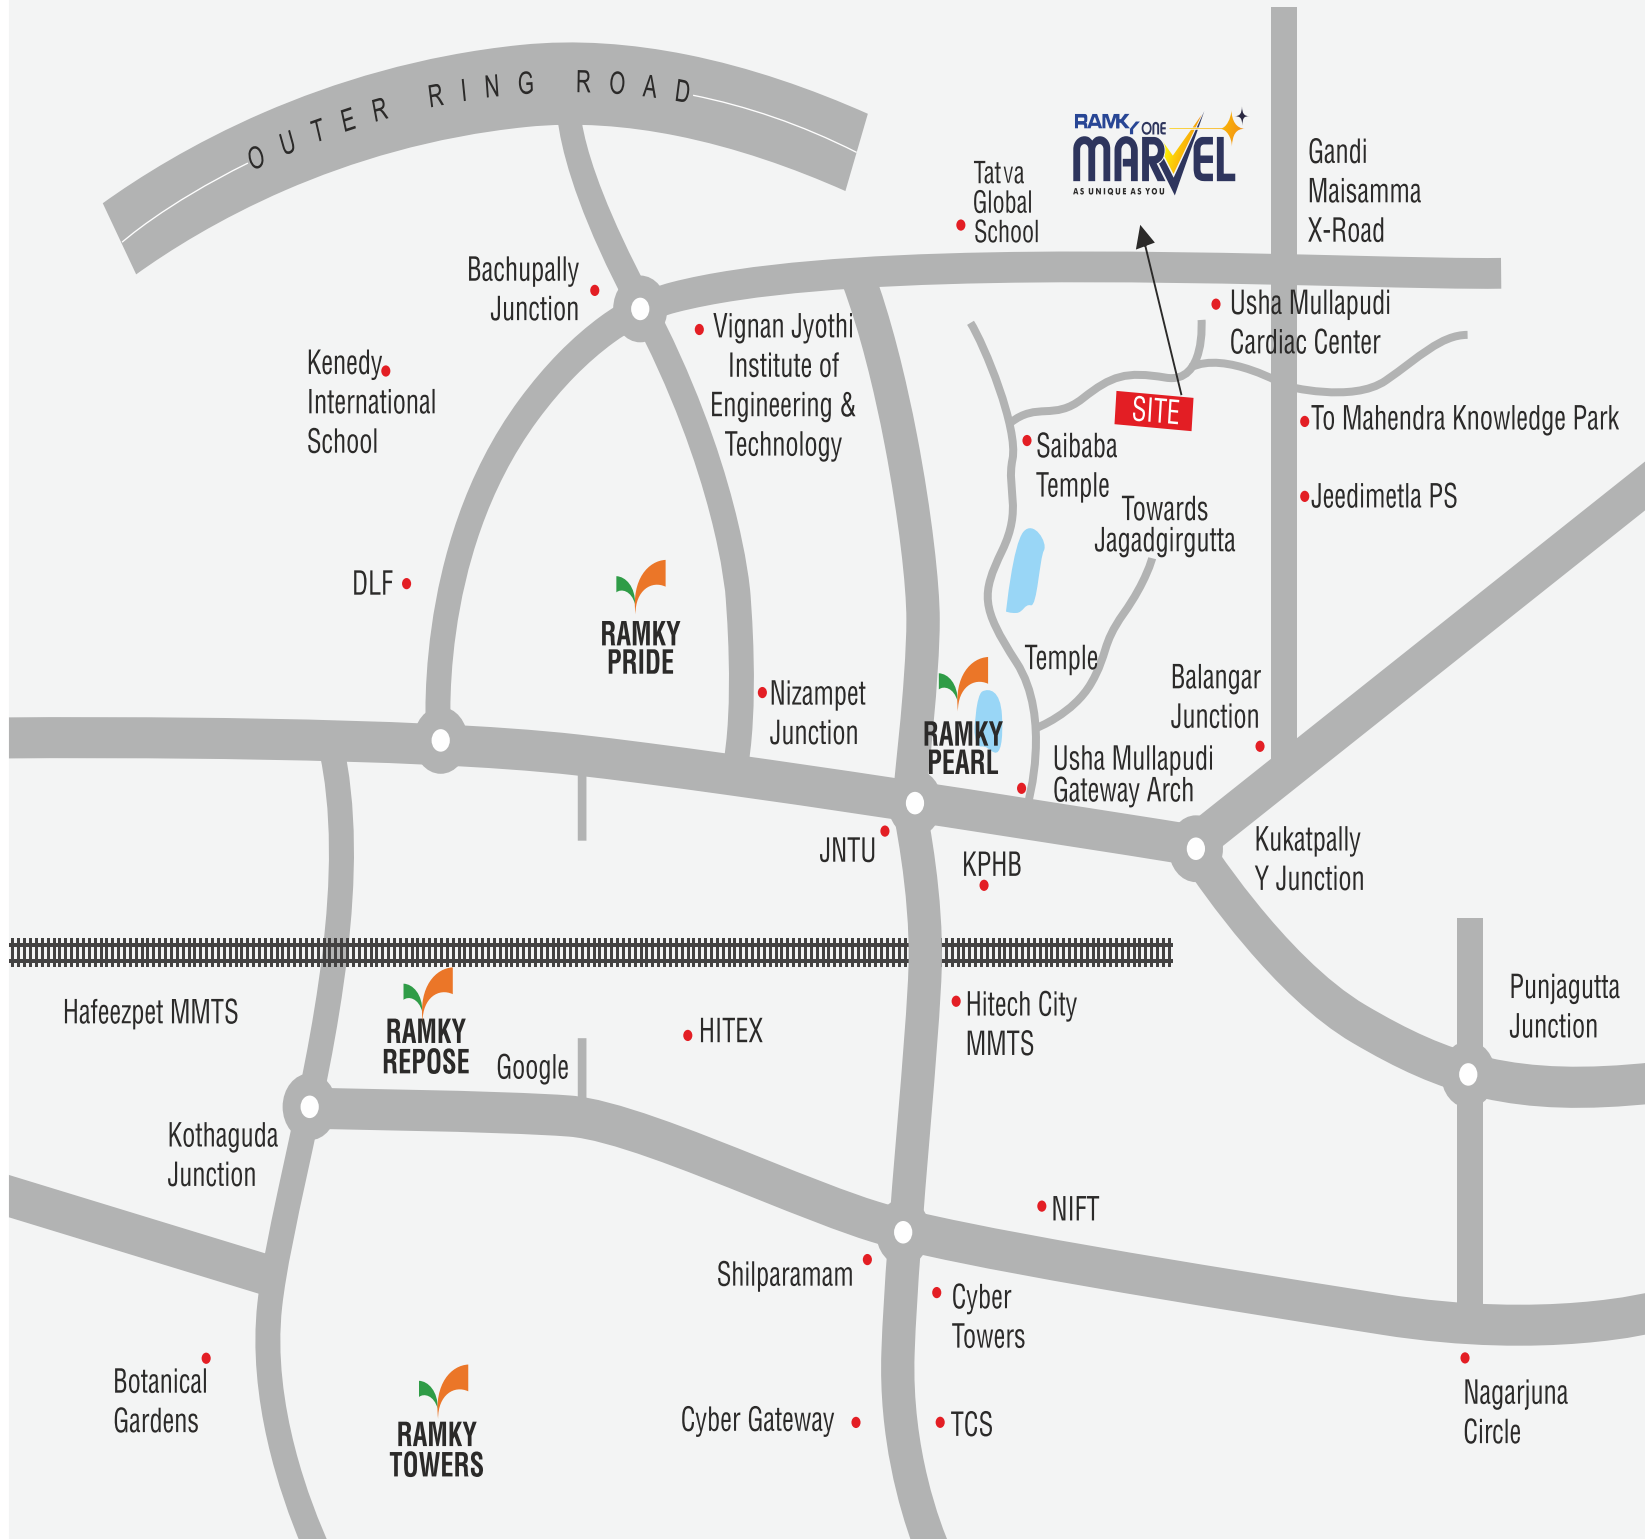 OUTER RING ROAD
RAMKY ONE
MARVEL
AS UNIQUE AS YOU
Gandi
Maisamma
X-Road
Tatva
Global
School
Bachupally
Junction
Usha Mullapudi
Cardiac Center
Vignan Jyothi
Institute of
Engineering &
Technology
Kenedy
International
School
SITE
To Mahendra Knowledge Park
Saibaba
Temple
Jeedimetla PS
Towards
Jagadgirgutta
DLF
RAMKY
PRIDE
Temple
Nizampet
Junction
Balangar
Junction
RAMKY
PEARL
Usha Mullapudi
Gateway Arch
JNTU
KPHB
Kukatpally
Y Junction
Hafeezpet MMTS
RAMKY
REPOSE
Google
HITEX
Hitech City
MMTS
Punjagutta
Junction
Kothaguda
Junction
NIFT
Shilparamam
Cyber
Towers
Botanical
Gardens
RAMKY
TOWERS
Cyber Gateway
TCS
Nagarjuna
Circle